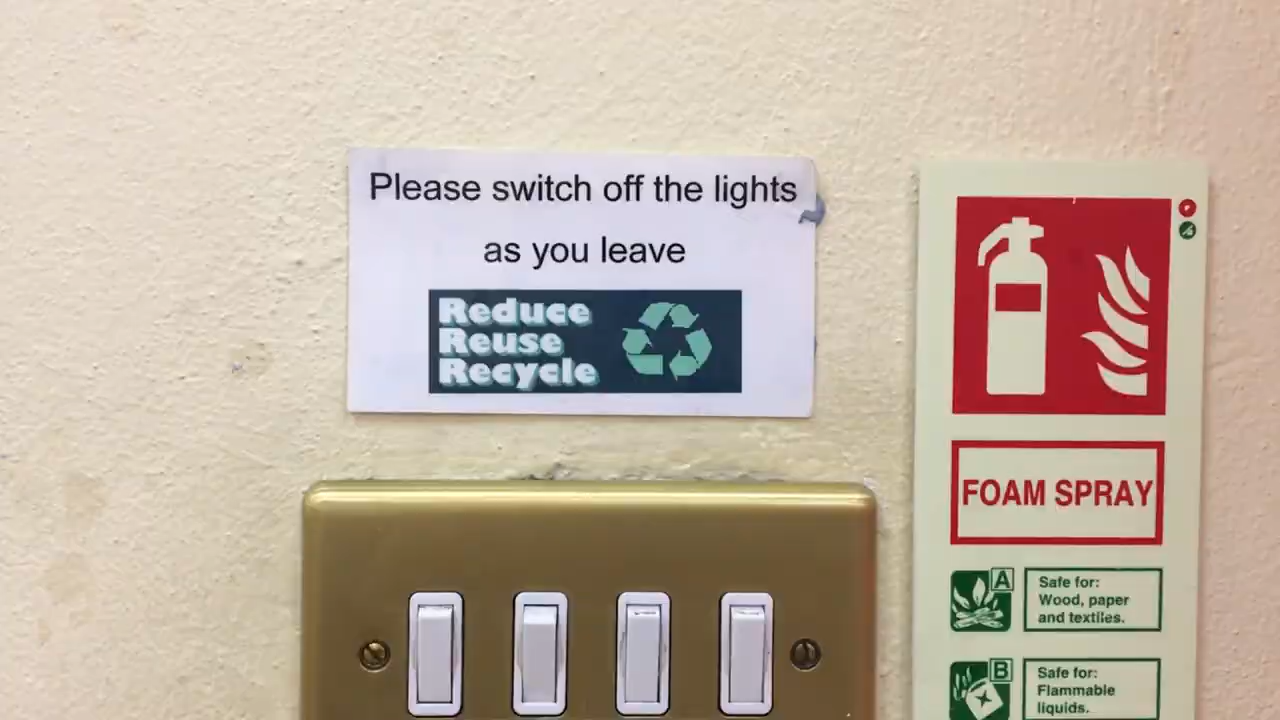 Please switch off the lights
as you leave
Reduce
Reuse
Recycle
FOAM SPRAY
A
Safe for:
Wood, paper
and textiles.
B
Safe for:
Flammable
liquids.